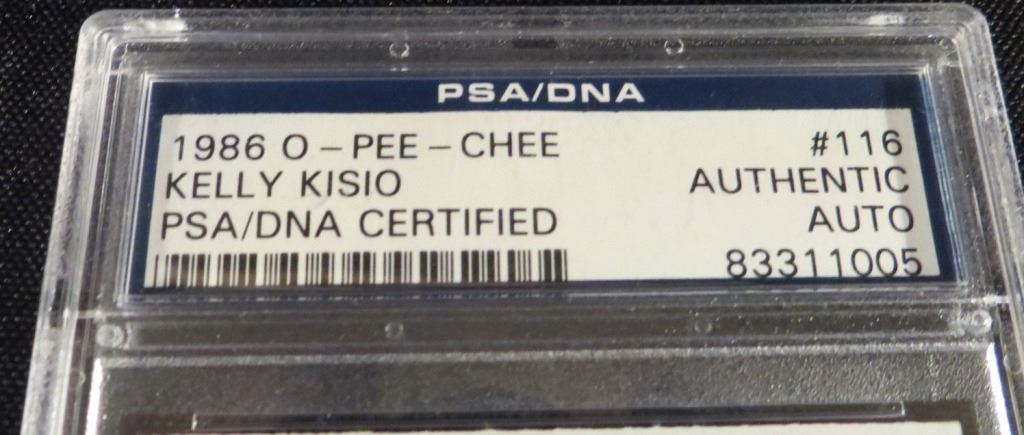 PSA/DNA
1986 O-PEE-CHEE #116
KELLY KISIO AUTHENTIC
PSA/DNA CERTIFIED AUTO
83311005